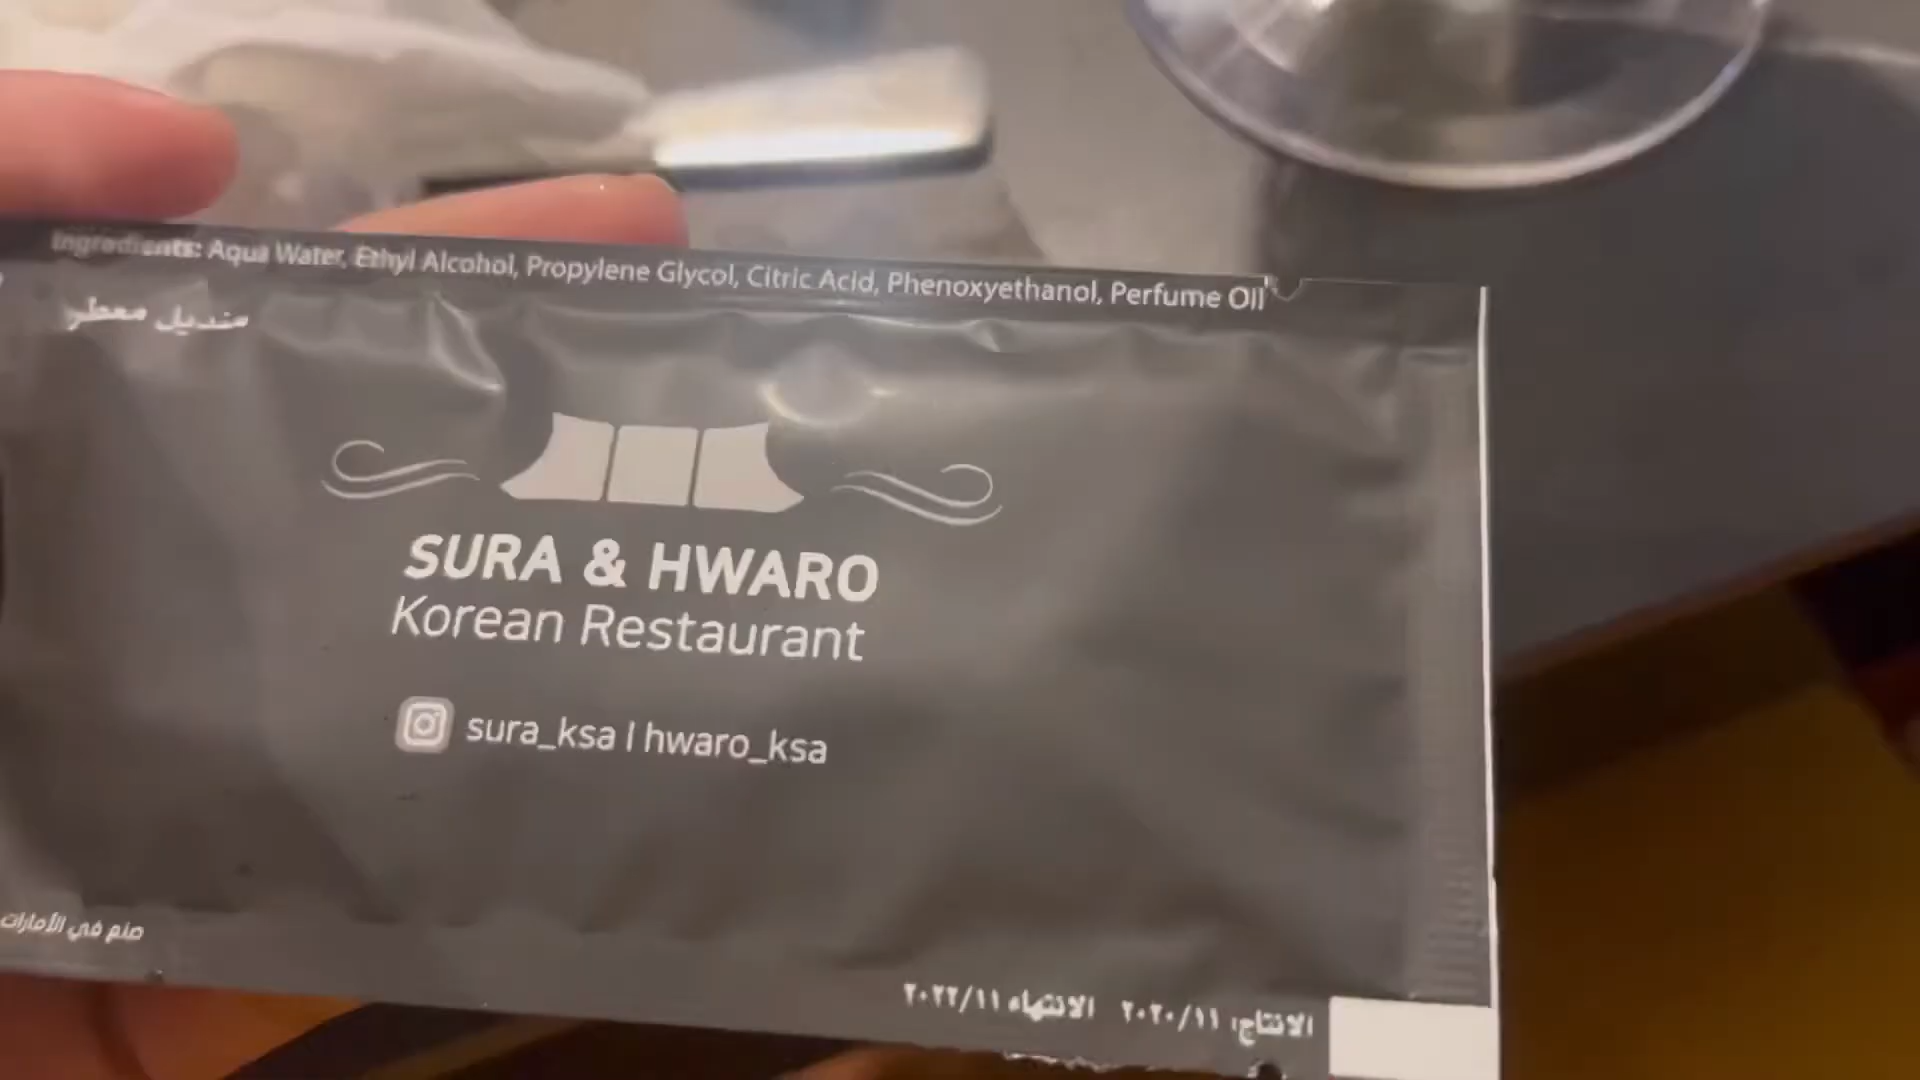 Ingredients: Aqua Water, Ethyl Alcohol, Propylene Glycol, Citric Acid, Phenoxyethanol, Perfume Oil
منديل معطر
SURA & HWARO
Korean Restaurant
sura_ksa I hwaro_ksa
صنع في الأمارات
الانتاج: ٢٠٢٠/١١ الانتهاء ٢٠٢٢/١١